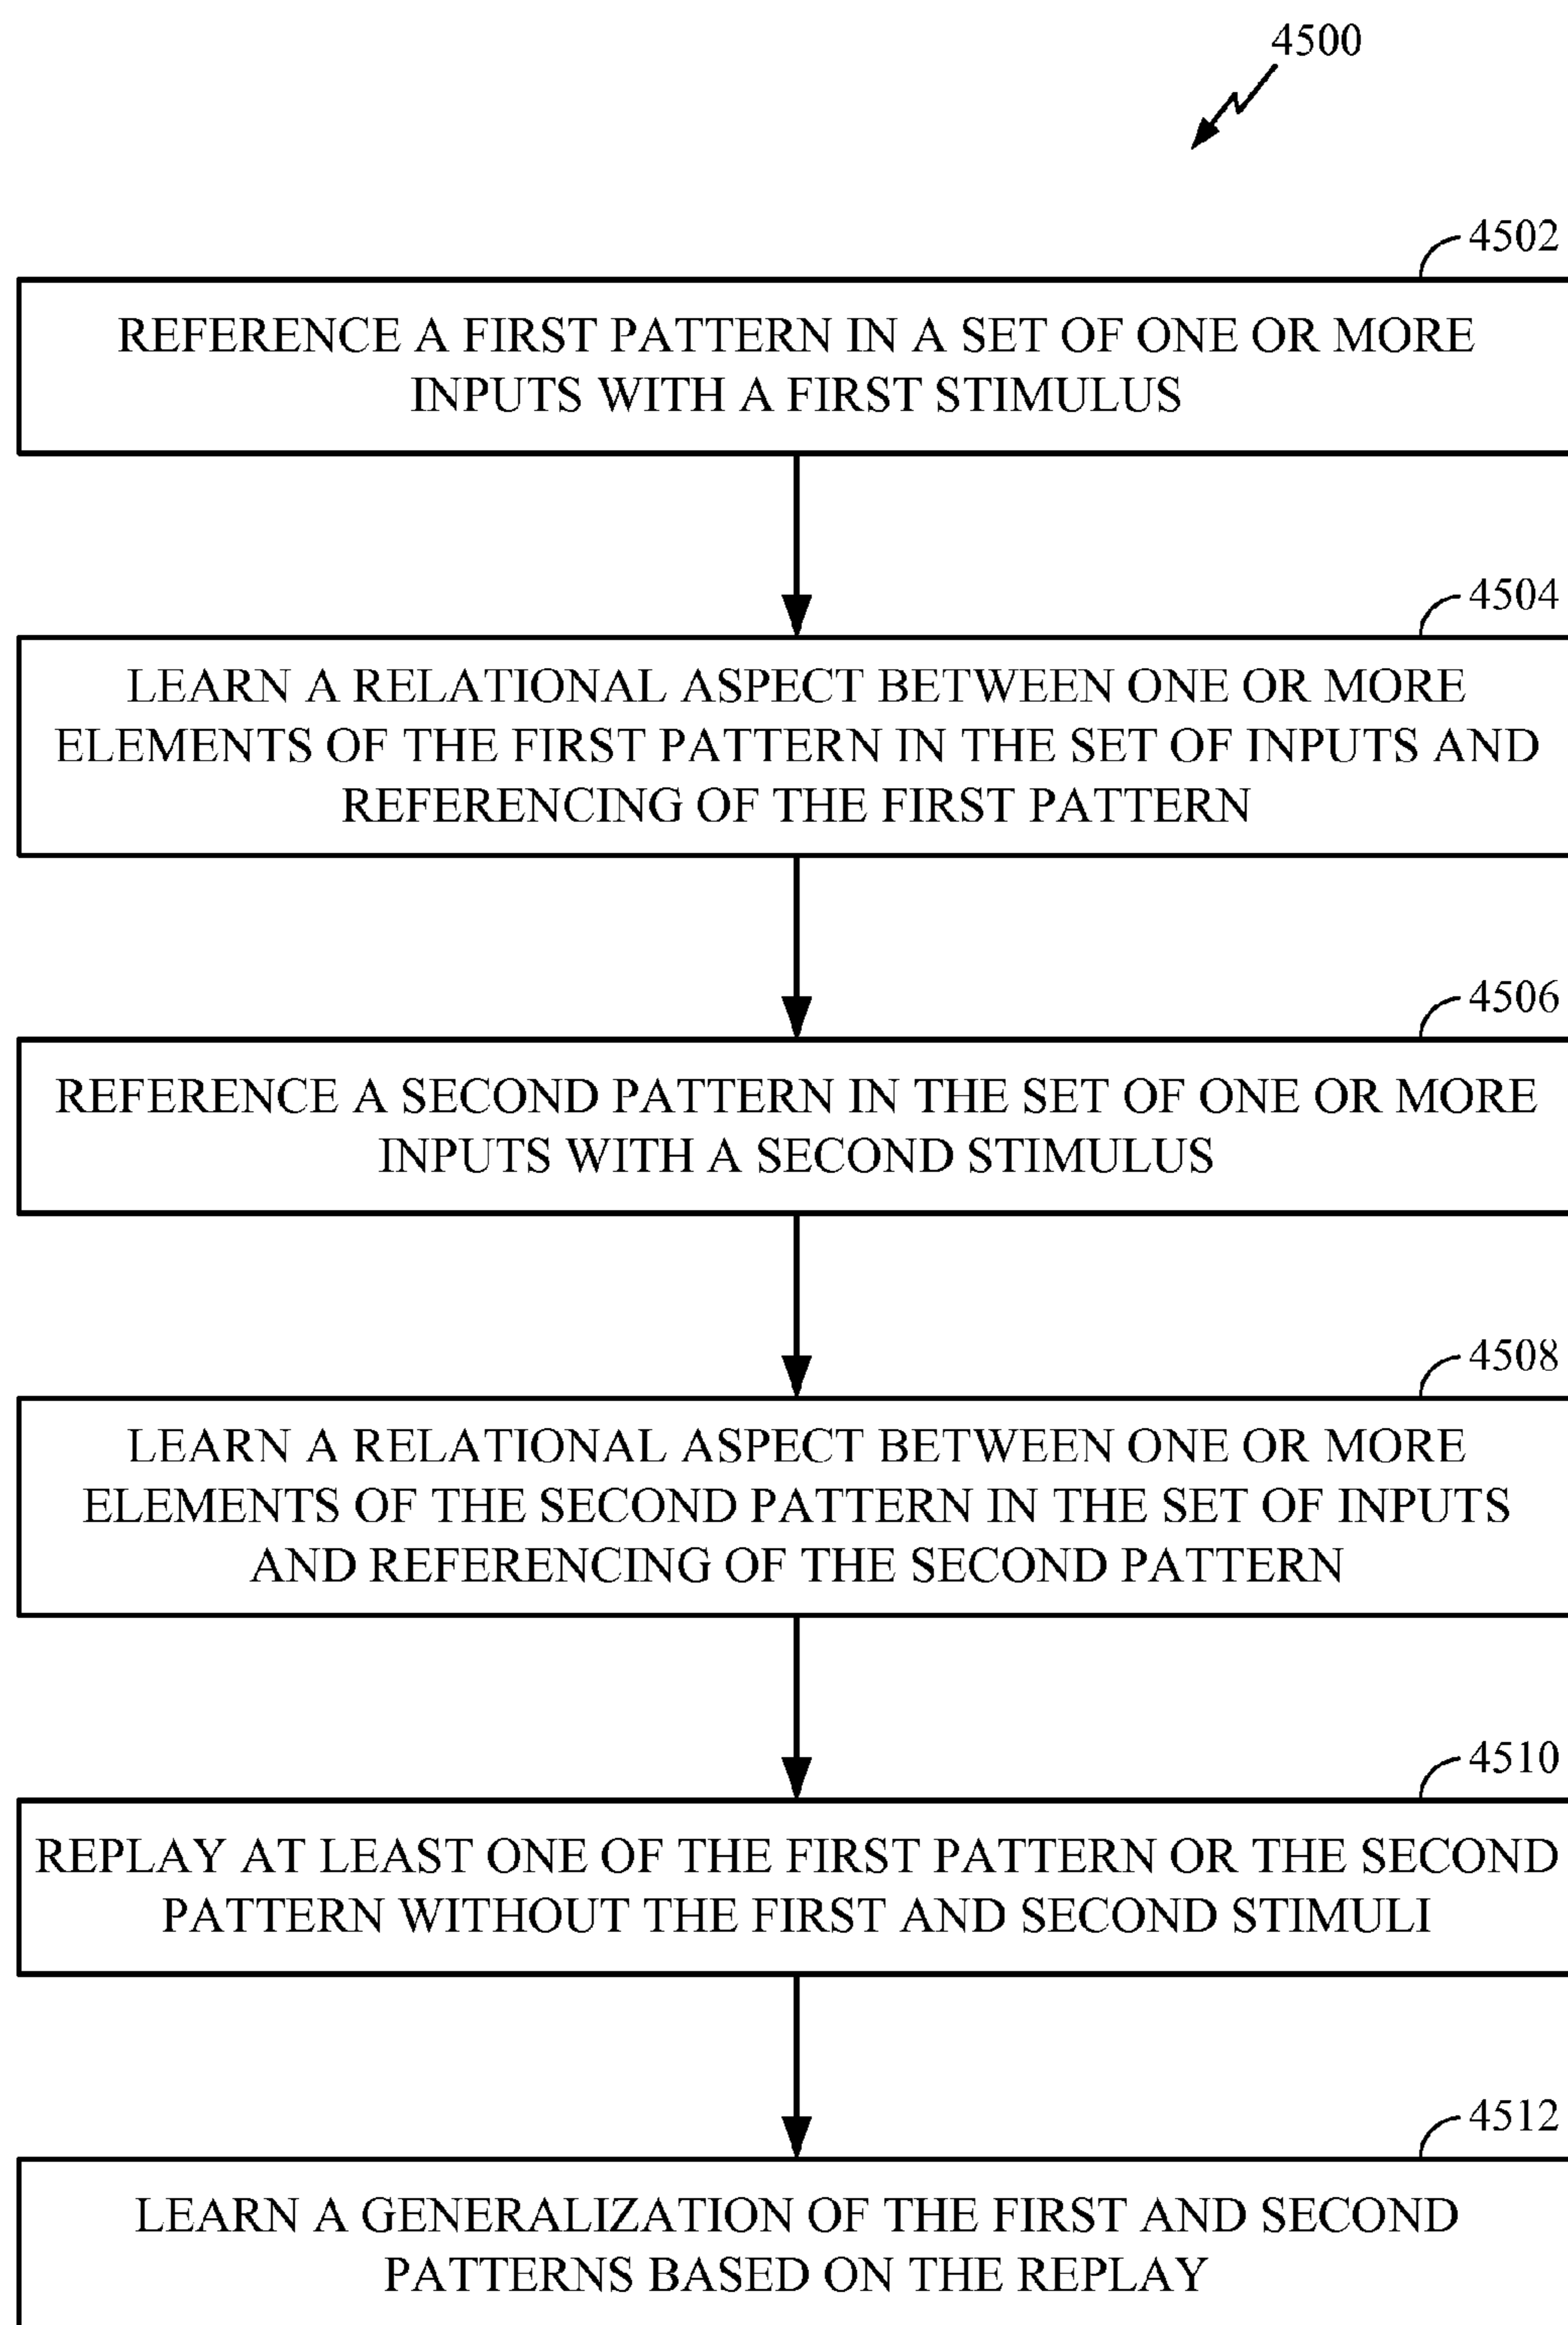 4500
4502
REFERENCE A FIRST PATTERN IN A SET OF ONE OR MORE
INPUTS WITH A FIRST STIMULUS
4504
LEARN A RELATIONAL ASPECT BETWEEN ONE OR MORE
ELEMENTS OF THE FIRST PATTERN IN THE SET OF INPUTS AND
REFERENCING OF THE FIRST PATTERN
4506
REFERENCE A SECOND PATTERN IN THE SET OF ONE OR MORE
INPUTS WITH A SECOND STIMULUS
4508
LEARN A RELATIONAL ASPECT BETWEEN ONE OR MORE
ELEMENTS OF THE SECOND PATTERN IN THE SET OF INPUTS
AND REFERENCING OF THE SECOND PATTERN
4510
REPLAY AT LEAST ONE OF THE FIRST PATTERN OR THE SECOND
PATTERN WITHOUT THE FIRST AND SECOND STIMULI
4512
LEARN A GENERALIZATION OF THE FIRST AND SECOND
PATTERNS BASED ON THE REPLAY